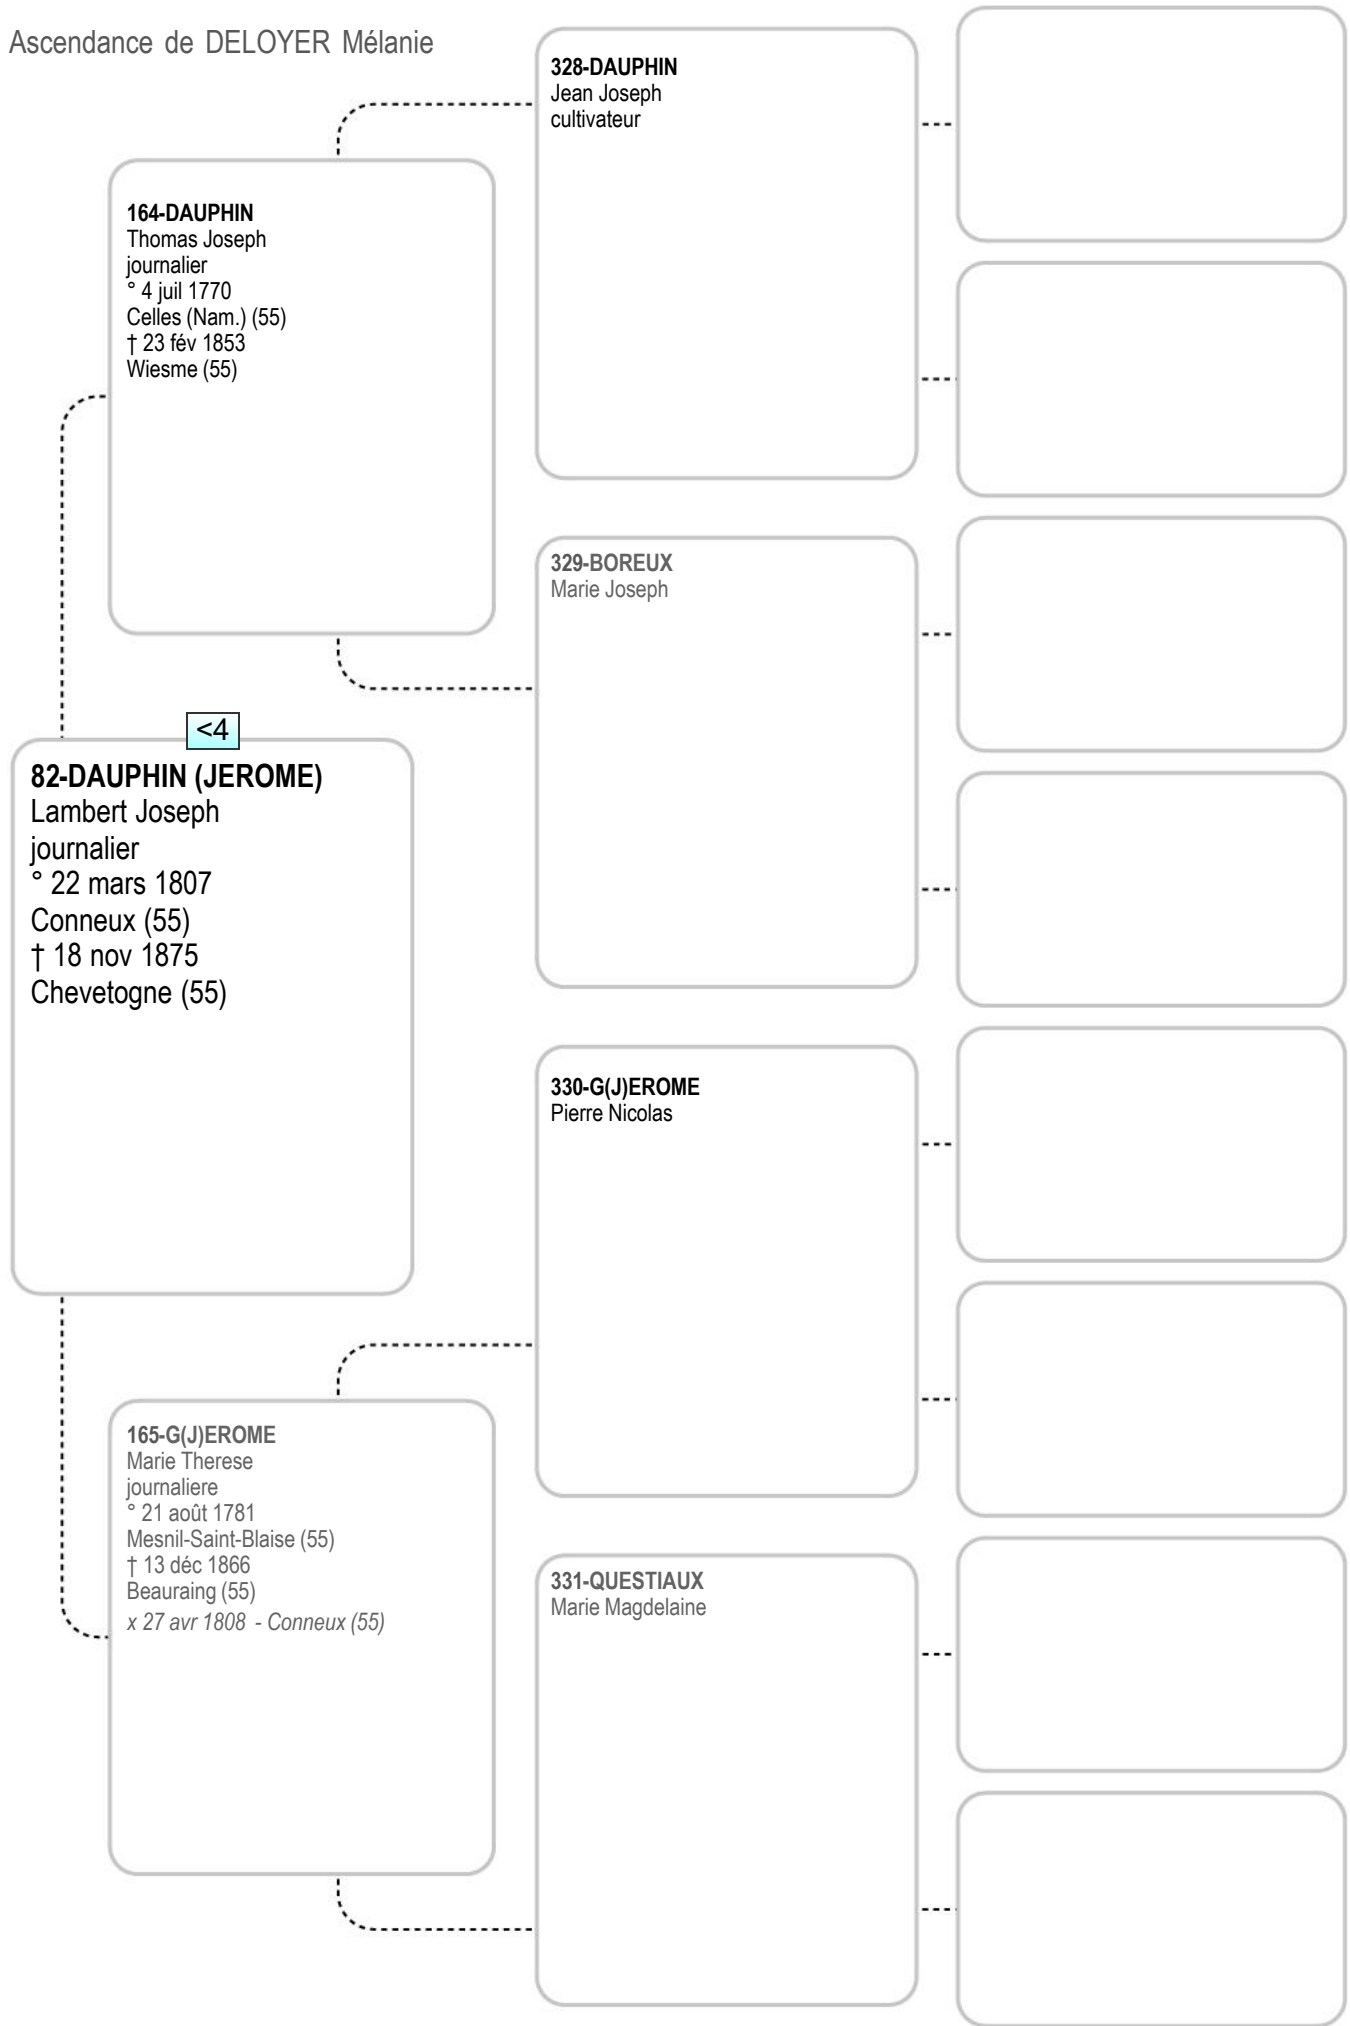 Ascendance de DELOYER Mélanie
328-DAUPHIN
Jean Joseph
cultivateur
164-DAUPHIN
Thomas Joseph
journalier
° 4 juil 1770
Celles (Nam.) (55)
† 23 fév 1853
Wiesme (55)
329-BOREUX
Marie Joseph
<4
82-DAUPHIN (JEROME)
Lambert Joseph
journalier
° 22 mars 1807
Conneux (55)
† 18 nov 1875
Chevetogne (55)
330-G(J)EROME
Pierre Nicolas
165-G(J)EROME
Marie Therese
journaliere
° 21 août 1781
Mesnil-Saint-Blaise (55)
† 13 déc 1866
Beauraing (55)
x 27 avr 1808 - Conneux (55)
331-QUESTIAUX
Marie Magdelaine